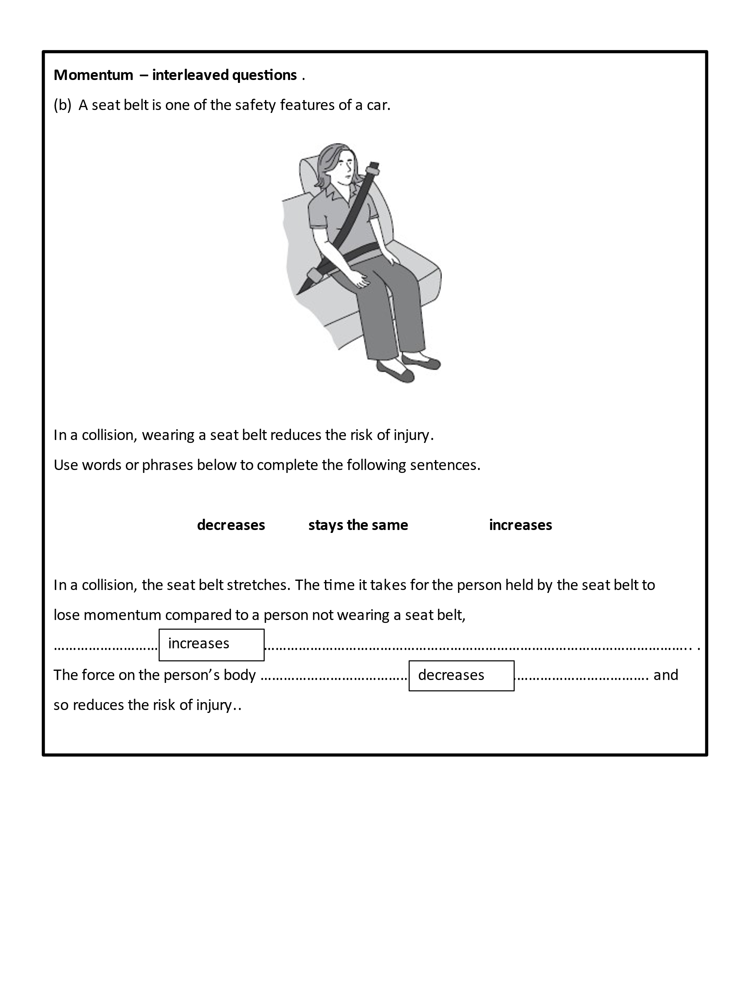 Momentum – interleaved questions .
(b) A seat belt is one of the safety features of a car.
In a collision, wearing a seat belt reduces the risk of injury.
Use words or phrases below to complete the following sentences.
decreases stays the same increases
In a collision, the seat belt stretches. The time it takes for the person held by the seat belt to
lose momentum compared to a person not wearing a seat belt,
……………………… increases ……………………………………………………………………………………………….. .
The force on the person’s body ……………………………….. decreases ……………………………. and
so reduces the risk of injury..